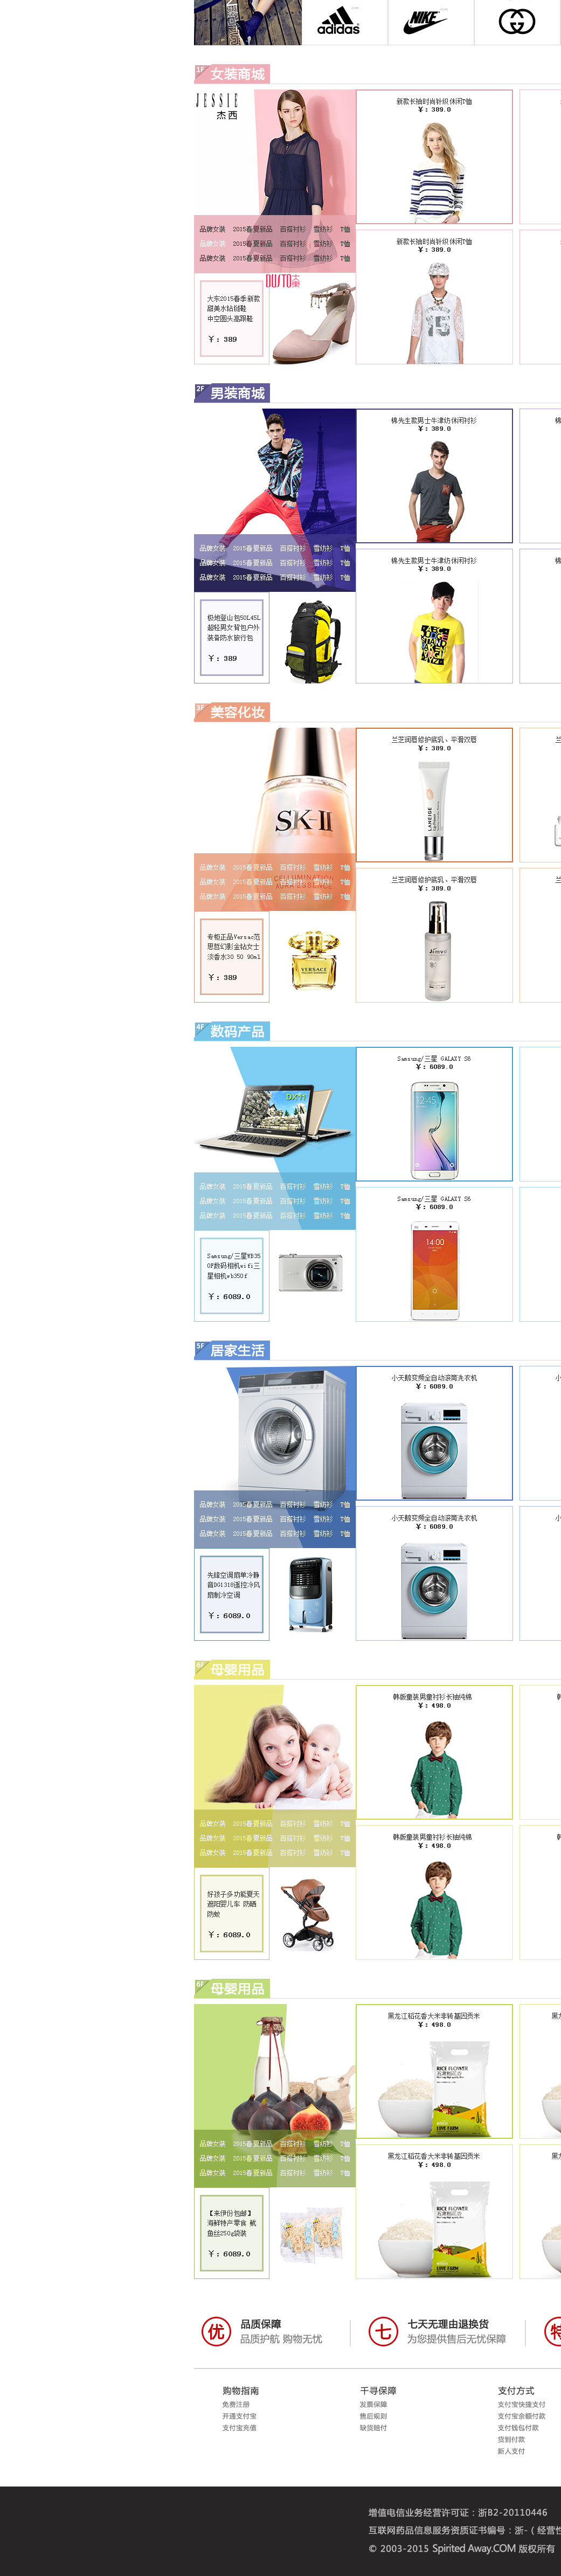 adidas
NIKE
1F 女装商城
JESSIE
杰西
新款长袖时尚针织休闲T恤
¥: 389.0
品牌女装 2015春夏新品 百搭衬衫 雪纺衫 T恤
品牌女装 2015春夏新品 百搭衬衫 雪纺衫 T恤
品牌女装 2015春夏新品 百搭衬衫 雪纺衫 T恤
新款长袖时尚针织休闲T恤
¥: 389.0
15
DUSTO
大东2015春季新款
甜美水钻弱鞋
中空圆头高跟鞋
¥: 389
2F 男装商城
棉先生款男士牛津纺休闲衬衫
¥: 389.0
品牌女装 2015春夏新品 百搭衬衫 雪纺衫 T恤
品牌女装 2015春夏新品 百搭衬衫 雪纺衫 T恤
品牌女装 2015春夏新品 百搭衬衫 雪纺衫 T恤
棉先生款男士牛津纺休闲衬衫
¥: 389.0
极地登山包50L45L
超轻男女背包户外
装备防水旅行包
¥: 389
3F 美容化妆
兰芝润唇修护底乳、平滑双唇
¥: 389.0
SK-II
CELLUMINATION
AURA ESSENCE
LANEIGE
品牌女装 2015春夏新品 百搭衬衫 雪纺衫 T恤
品牌女装 2015春夏新品 百搭衬衫 雪纺衫 T恤
品牌女装 2015春夏新品 百搭衬衫 雪纺衫 T恤
兰芝润唇修护底乳、平滑双唇
¥: 389.0
专柜正品Versac范
思哲幻影金钻女士
淡香水30 50 90ml
¥: 389
VERSACE
4F 数码产品
Samsung/三星 GALAXY S6
¥: 6089.0
DX11
12:45
品牌女装 2015春夏新品 百搭衬衫 雪纺衫 T恤
品牌女装 2015春夏新品 百搭衬衫 雪纺衫 T恤
品牌女装 2015春夏新品 百搭衬衫 雪纺衫 T恤
Samsung/三星 GALAXY S6
¥: 6089.0
14:00
Samsung/三星WB35
0F数码相机wifi三
星相机wb350f
¥: 6089.0
5F 居家生活
小天鹅变频全自动滚筒洗衣机
¥: 6089.0
品牌女装 2015春夏新品 百搭衬衫 雪纺衫 T恤
品牌女装 2015春夏新品 百搭衬衫 雪纺衫 T恤
品牌女装 2015春夏新品 百搭衬衫 雪纺衫 T恤
小天鹅变频全自动滚筒洗衣机
¥: 6089.0
先锋空调扇单冷静
音DG1318遥控冷风
扇制冷空调
¥: 6089.0
6F 母婴用品
韩版童装男童衬衫长袖纯棉
¥: 498.0
品牌女装 2015春夏新品 百搭衬衫 雪纺衫 T恤
品牌女装 2015春夏新品 百搭衬衫 雪纺衫 T恤
品牌女装 2015春夏新品 百搭衬衫 雪纺衫 T恤
韩版童装男童衬衫长袖纯棉
¥: 498.0
好孩子多功能夏天
遮阳婴儿车 防晒
防蚊
¥: 6089.0
6F 母婴用品
黑龙江稻花香大米非转基因贡米
¥: 498.0
RICE FLOWER
LOVE FARM
品牌女装 2015春夏新品 百搭衬衫 雪纺衫 T恤
品牌女装 2015春夏新品 百搭衬衫 雪纺衫 T恤
品牌女装 2015春夏新品 百搭衬衫 雪纺衫 T恤
黑龙江稻花香大米非转基因贡米
¥: 498.0
RICE FLOWER
LOVE FARM
【来伊份包邮】
海鲜特产零食 鱿
鱼丝250g袋装
¥: 6089.0
优 品质保障
品质护航 购物无忧
七 七天无理由退换货
为您提供售后无忧保障
特
购物指南
免费注册
开通支付宝
支付宝充值
千寻保障
发票保障
售后规则
缺货赔付
支付方式
支付宝快捷支付
支付宝余额付款
支付钱包付款
货到付款
新人支付
增值电信业务经营许可证：浙B2-20110446
互联网药品信息服务资质证书编号：浙-（经营性
© 2003-2015 Spirited Away.COM 版权所有